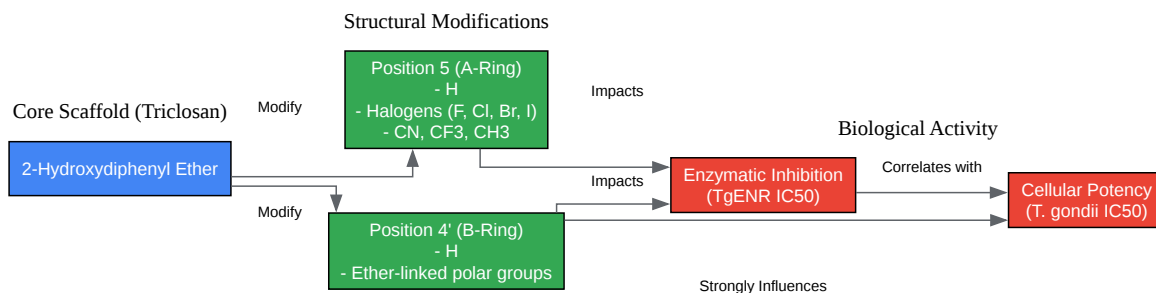 Structural Modifications
Position 5 (A-Ring)
- H
- Halogens (F, Cl, Br, I)
- CN, CF3, CH3
Core Scaffold (Triclosan)
Modify
Impacts
Biological Activity
2-Hydroxydiphenyl Ether
Enzymatic Inhibition
(TgENR IC50)
Correlates with
Cellular Potency
(T. gondii IC50)
Impacts
Modify
Position 4' (B-Ring)
- H
- Ether-linked polar groups
Strongly Influences